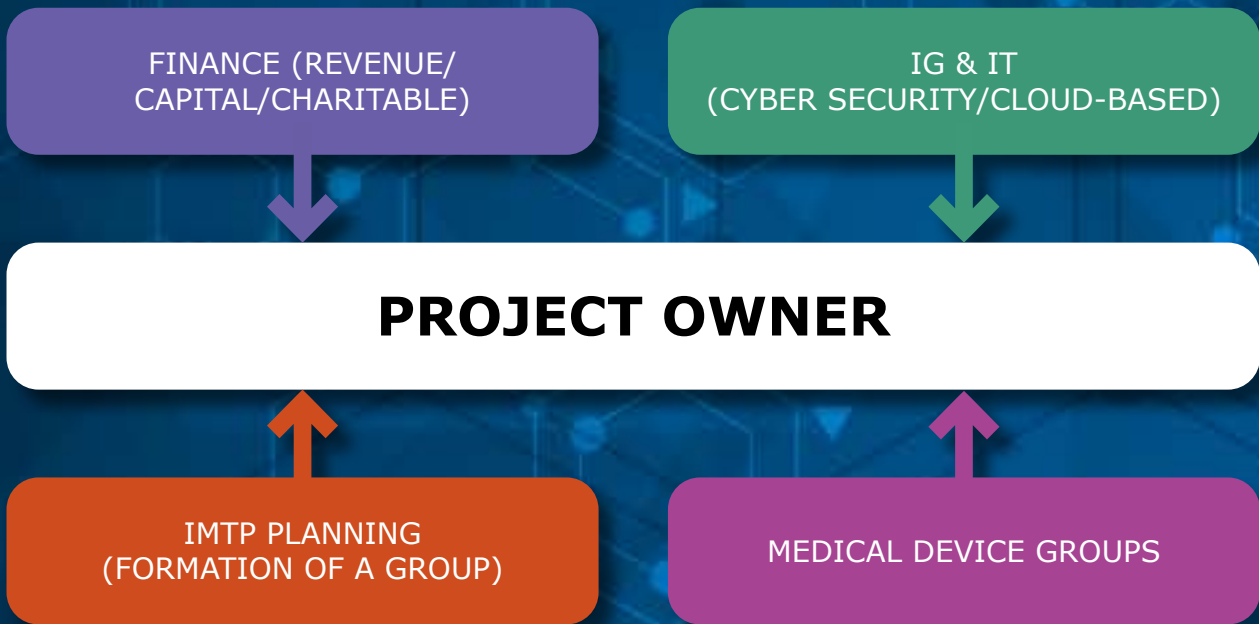 FINANCE (REVENUE/
CAPITAL/CHARITABLE)
IG & IT
(CYBER SECURITY/CLOUD-BASED)
PROJECT OWNER
IMTP PLANNING
(FORMATION OF A GROUP)
MEDICAL DEVICE GROUPS